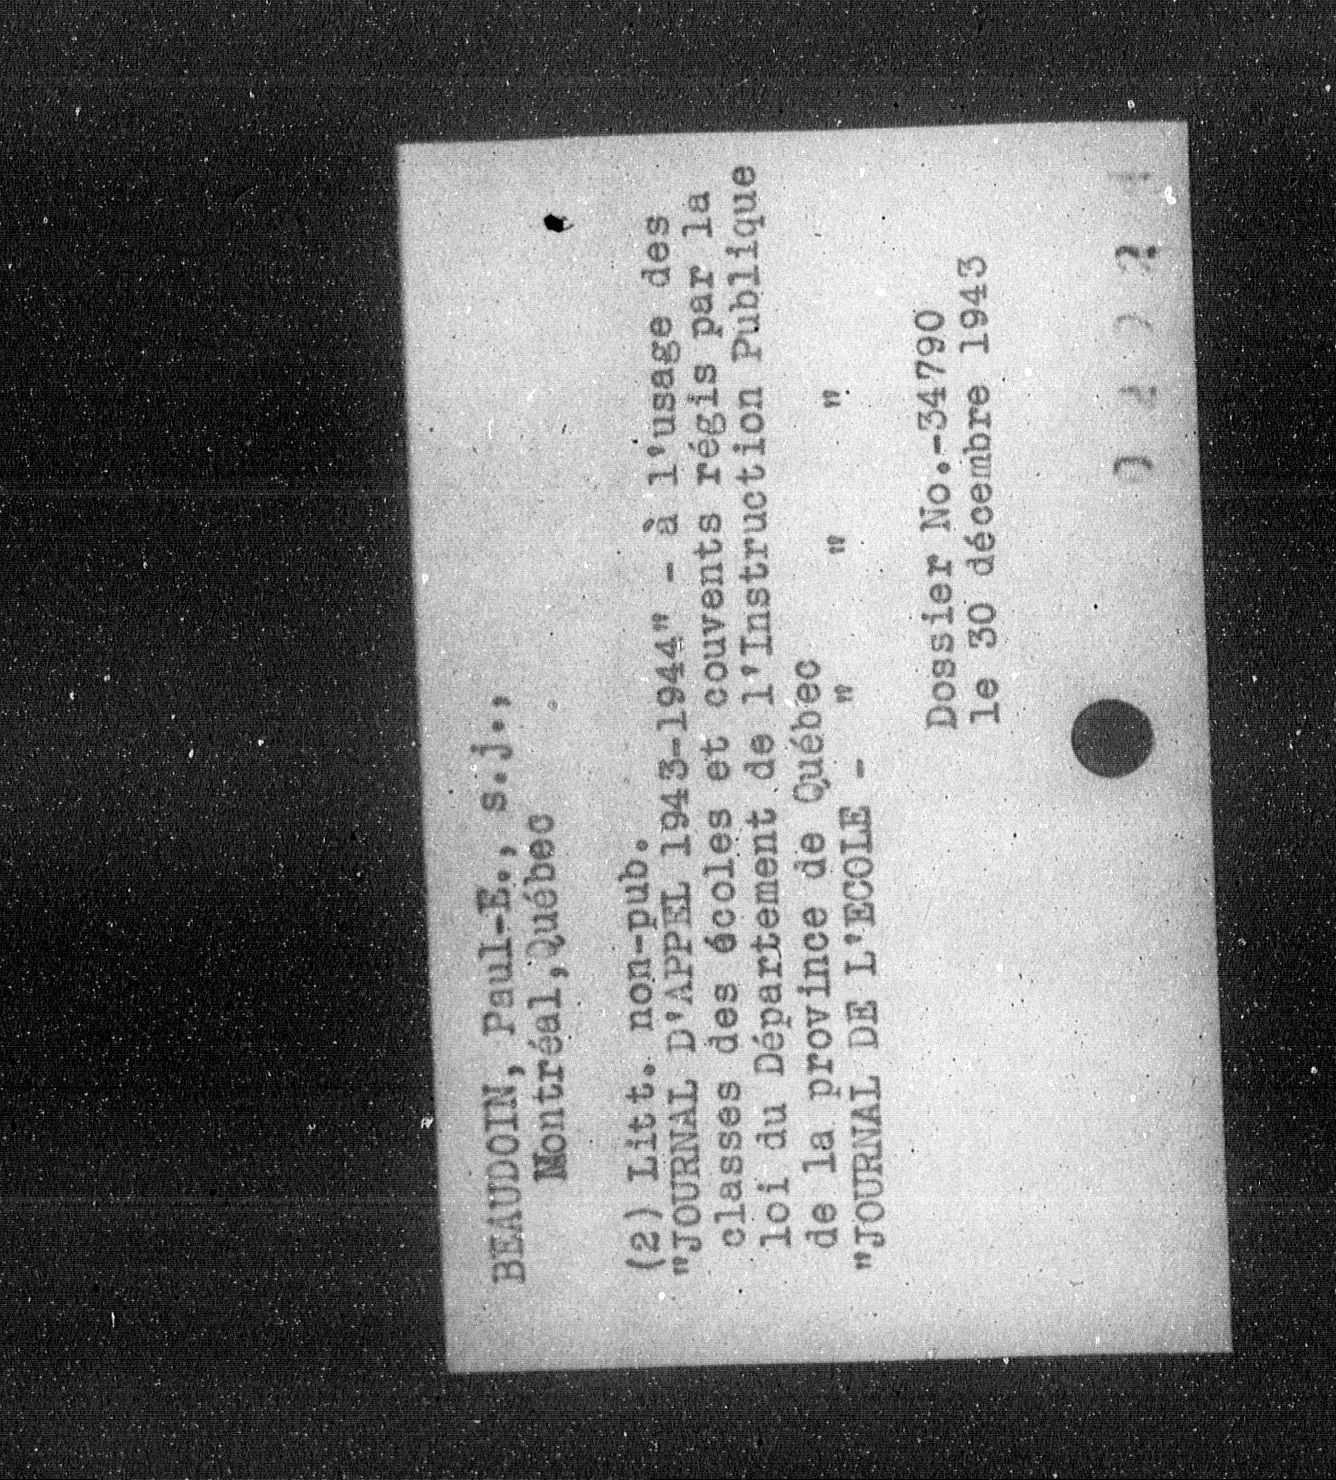 BEAUDOIN, Paul-E., s.j.,
Montréal, Québec
(2) Litt. non-pub.
"JOURNAL D'APPEL 1943-1944" - à l'usage des
classes des écoles et couvents régis par la
loi du Département de l'Instruction Publique
de la province de Québec
"JOURNAL DE L'ECOLE - " " "
Dossier No.-34790
le 30 décembre 1943